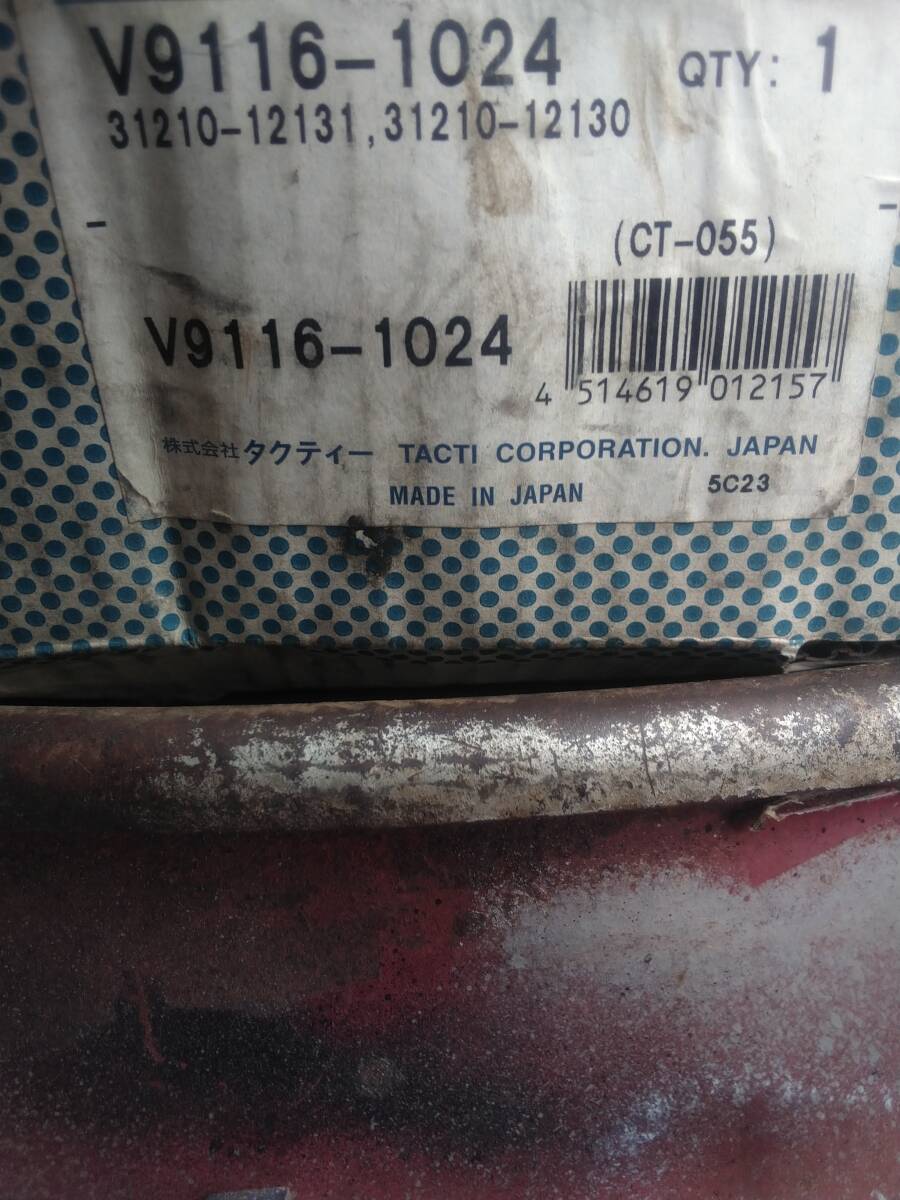 V9116-1024 QTY: 1
31210-12131,31210-12130
(CT-055)
V9116-1024
4 514619 012157
株式会社タクティー TACTI CORPORATION. JAPAN
MADE IN JAPAN 5C23